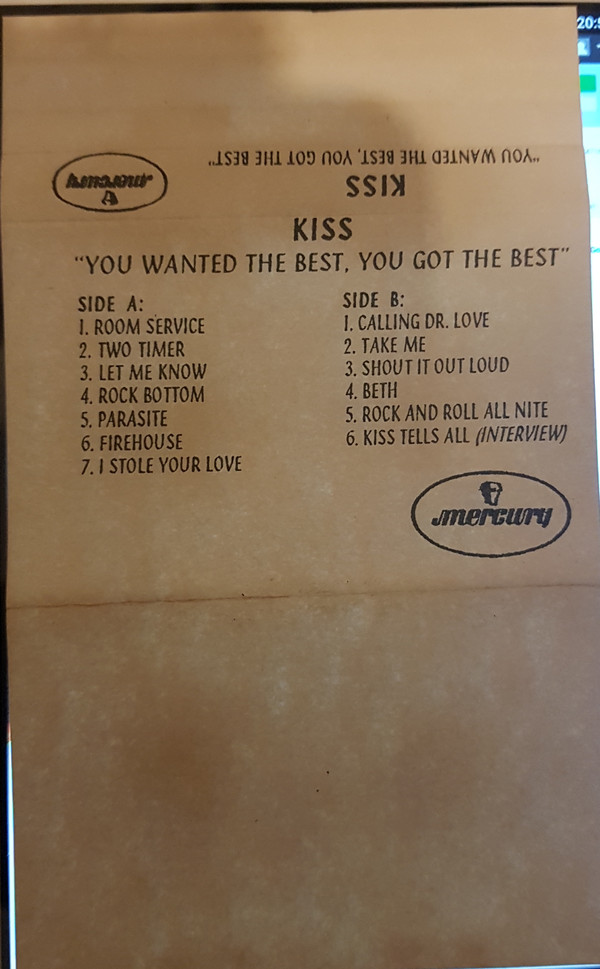 "YOU WANTED THE BEST, YOU GOT THE BEST"
KISS
mercury
KISS
"YOU WANTED THE BEST, YOU GOT THE BEST"
SIDE A:
1. ROOM SERVICE
2. TWO TIMER
3. LET ME KNOW
4. ROCK BOTTOM
5. PARASITE
6. FIREHOUSE
7. I STOLE YOUR LOVE
SIDE B:
1. CALLING DR. LOVE
2. TAKE ME
3. SHOUT IT OUT LOUD
4. BETH
5. ROCK AND ROLL ALL NITE
6. KISS TELLS ALL (INTERVIEW)
mercury